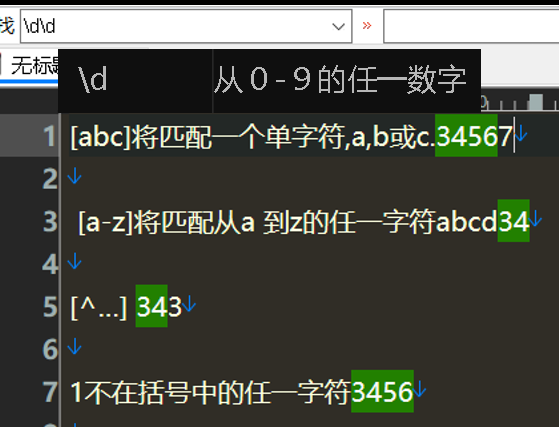 找 \d\d »
无标题
\d 从0-9的任一数字
1 [abc]将匹配一个单字符,a,b或c.34567↓
2 ↓
3 [a-z]将匹配从a 到z的任一字符abcd34↓
4 ↓
5 [^...] 343↓
6 ↓
7 1不在括号中的任一字符3456↓